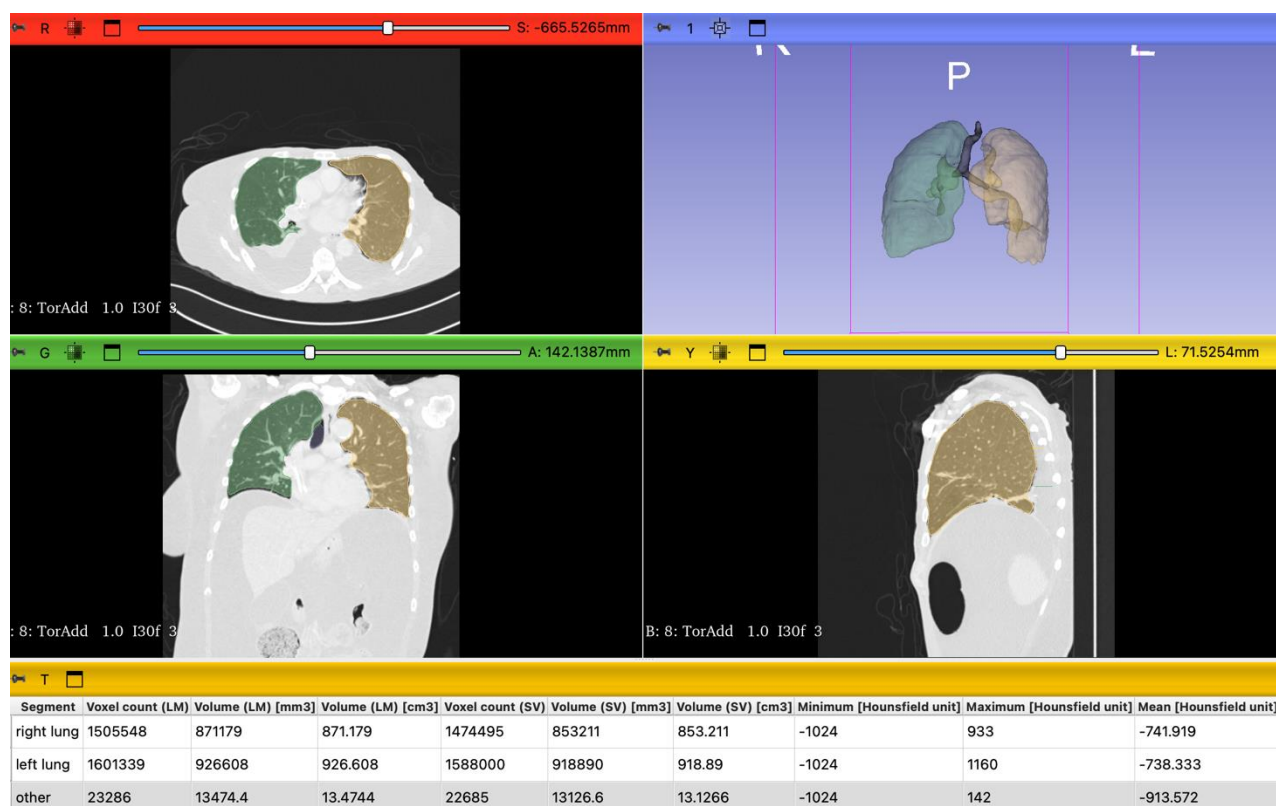 R S: -665.5265mm
1
P
: 8: TorAdd 1.0 I30f 3
G A: 142.1387mm
Y L: 71.5254mm
: 8: TorAdd 1.0 I30f 3
B: 8: TorAdd 1.0 I30f 3
T
Segment Voxel count (LM) Volume (LM) [mm3] Volume (LM) [cm3] Voxel count (SV) Volume (SV) [mm3] Volume (SV) [cm3] Minimum [Hounsfield unit] Maximum [Hounsfield unit] Mean [Hounsfield unit]
right lung 1505548 871179 871.179 1474495 853211 853.211 -1024 933 -741.919
left lung 1601339 926608 926.608 1588000 918890 918.89 -1024 1160 -738.333
other 23286 13474.4 13.4744 22685 13126.6 13.1266 -1024 142 -913.572